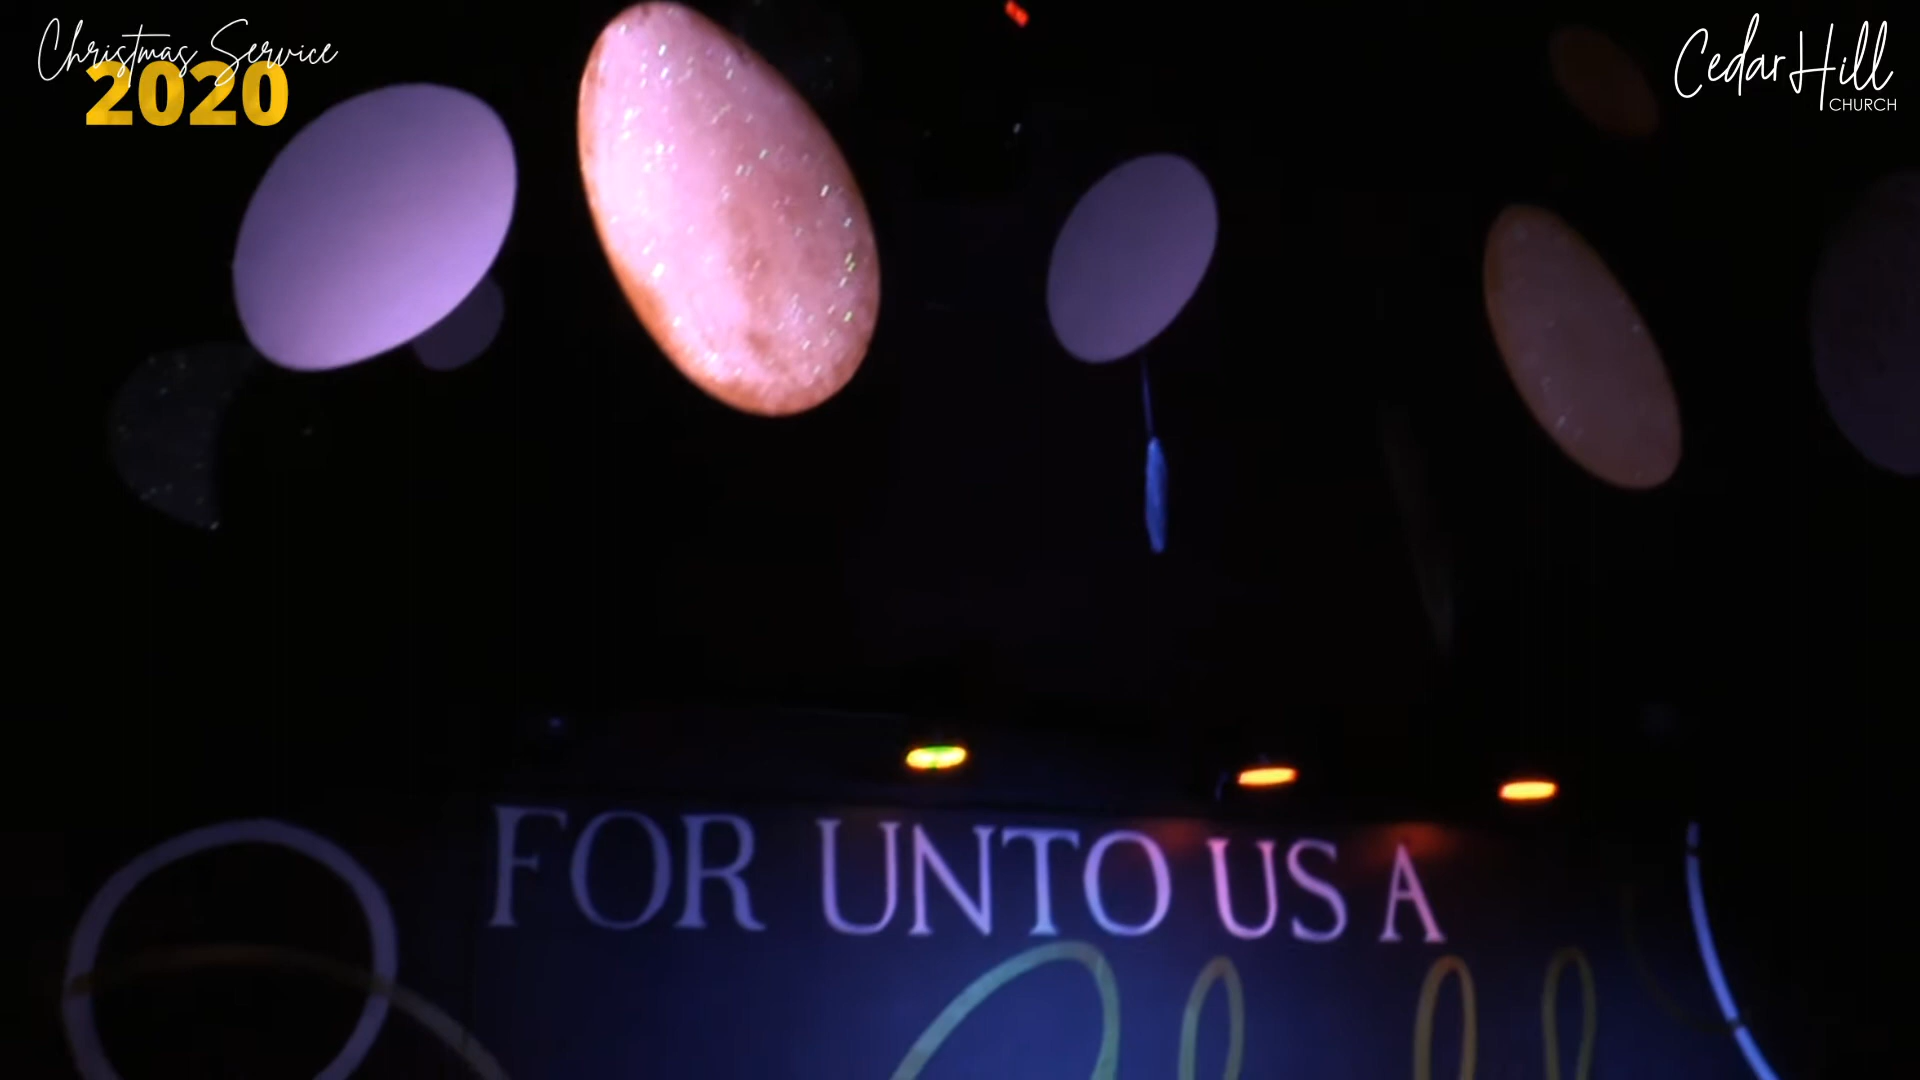 Christmas Service
2020
Cedar Hill
CHURCH
FOR UNTO US A